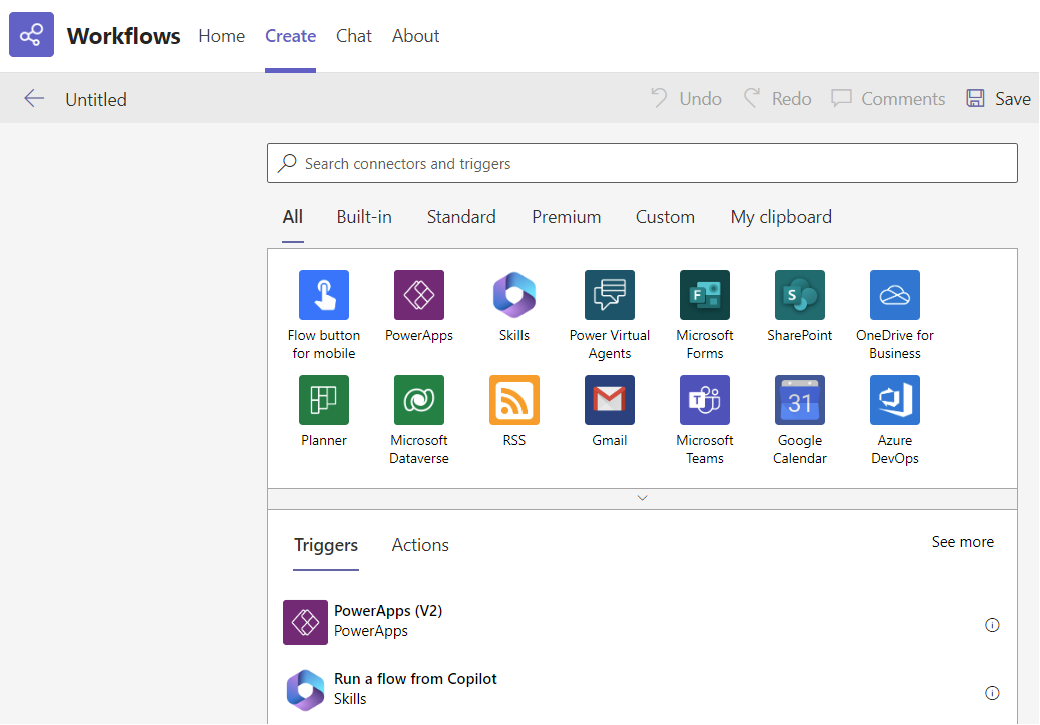 Workflows Home Create Chat About
Untitled Undo Redo Comments Save
Search connectors and triggers
All Built-in Standard Premium Custom My clipboard
Flow button for mobile
PowerApps
Skills
Power Virtual Agents
Microsoft Forms
SharePoint
OneDrive for Business
Planner
Microsoft Dataverse
RSS
Gmail
Microsoft Teams
31
Google Calendar
Azure DevOps
Triggers Actions See more
PowerApps (V2)
PowerApps
Run a flow from Copilot
Skills